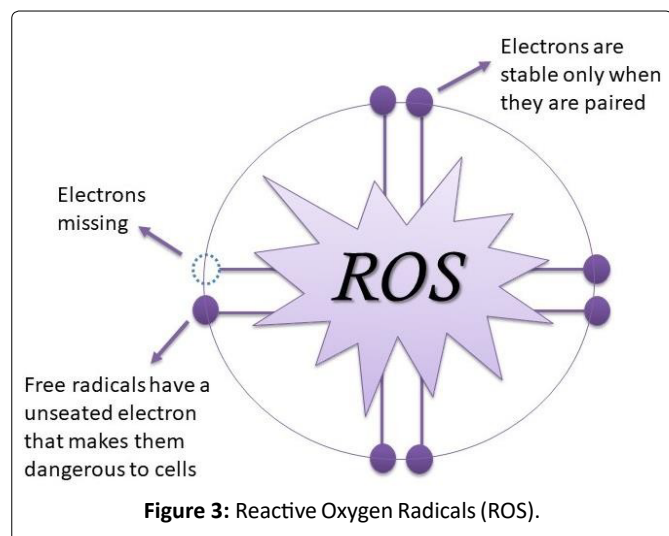 Electrons are
stable only when
they are paired
Electrons
missing
ROS
Free radicals have a
unseated electron
that makes them
dangerous to cells
Figure 3: Reactive Oxygen Radicals (ROS).